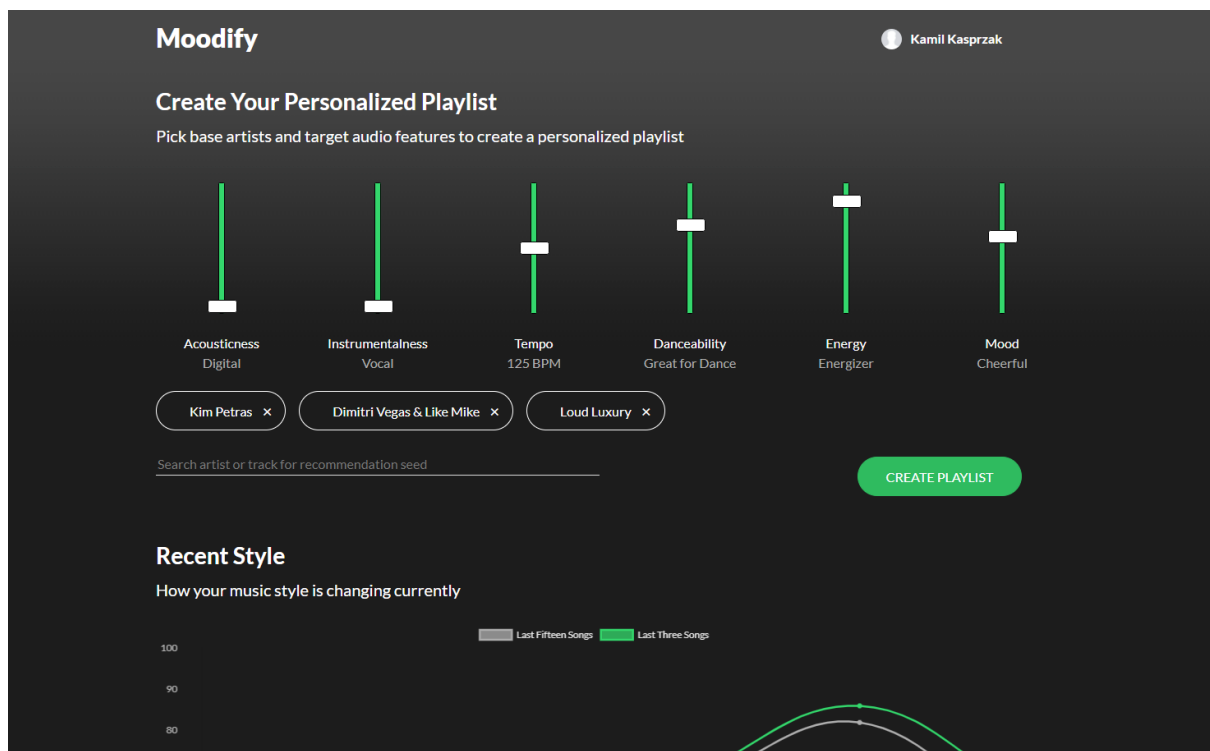 Moodify
Kamil Kasprzak
Create Your Personalized Playlist
Pick base artists and target audio features to create a personalized playlist
Acousticness Instrumentalness Tempo Danceability Energy Mood
Digital Vocal 125 BPM Great for Dance Energizer Cheerful
Kim Petras × Dimitri Vegas & Like Mike × Loud Luxury ×
Search artist or track for recommendation seed
CREATE PLAYLIST
Recent Style
How your music style is changing currently
Last Fifteen Songs Last Three Songs
100
90
80